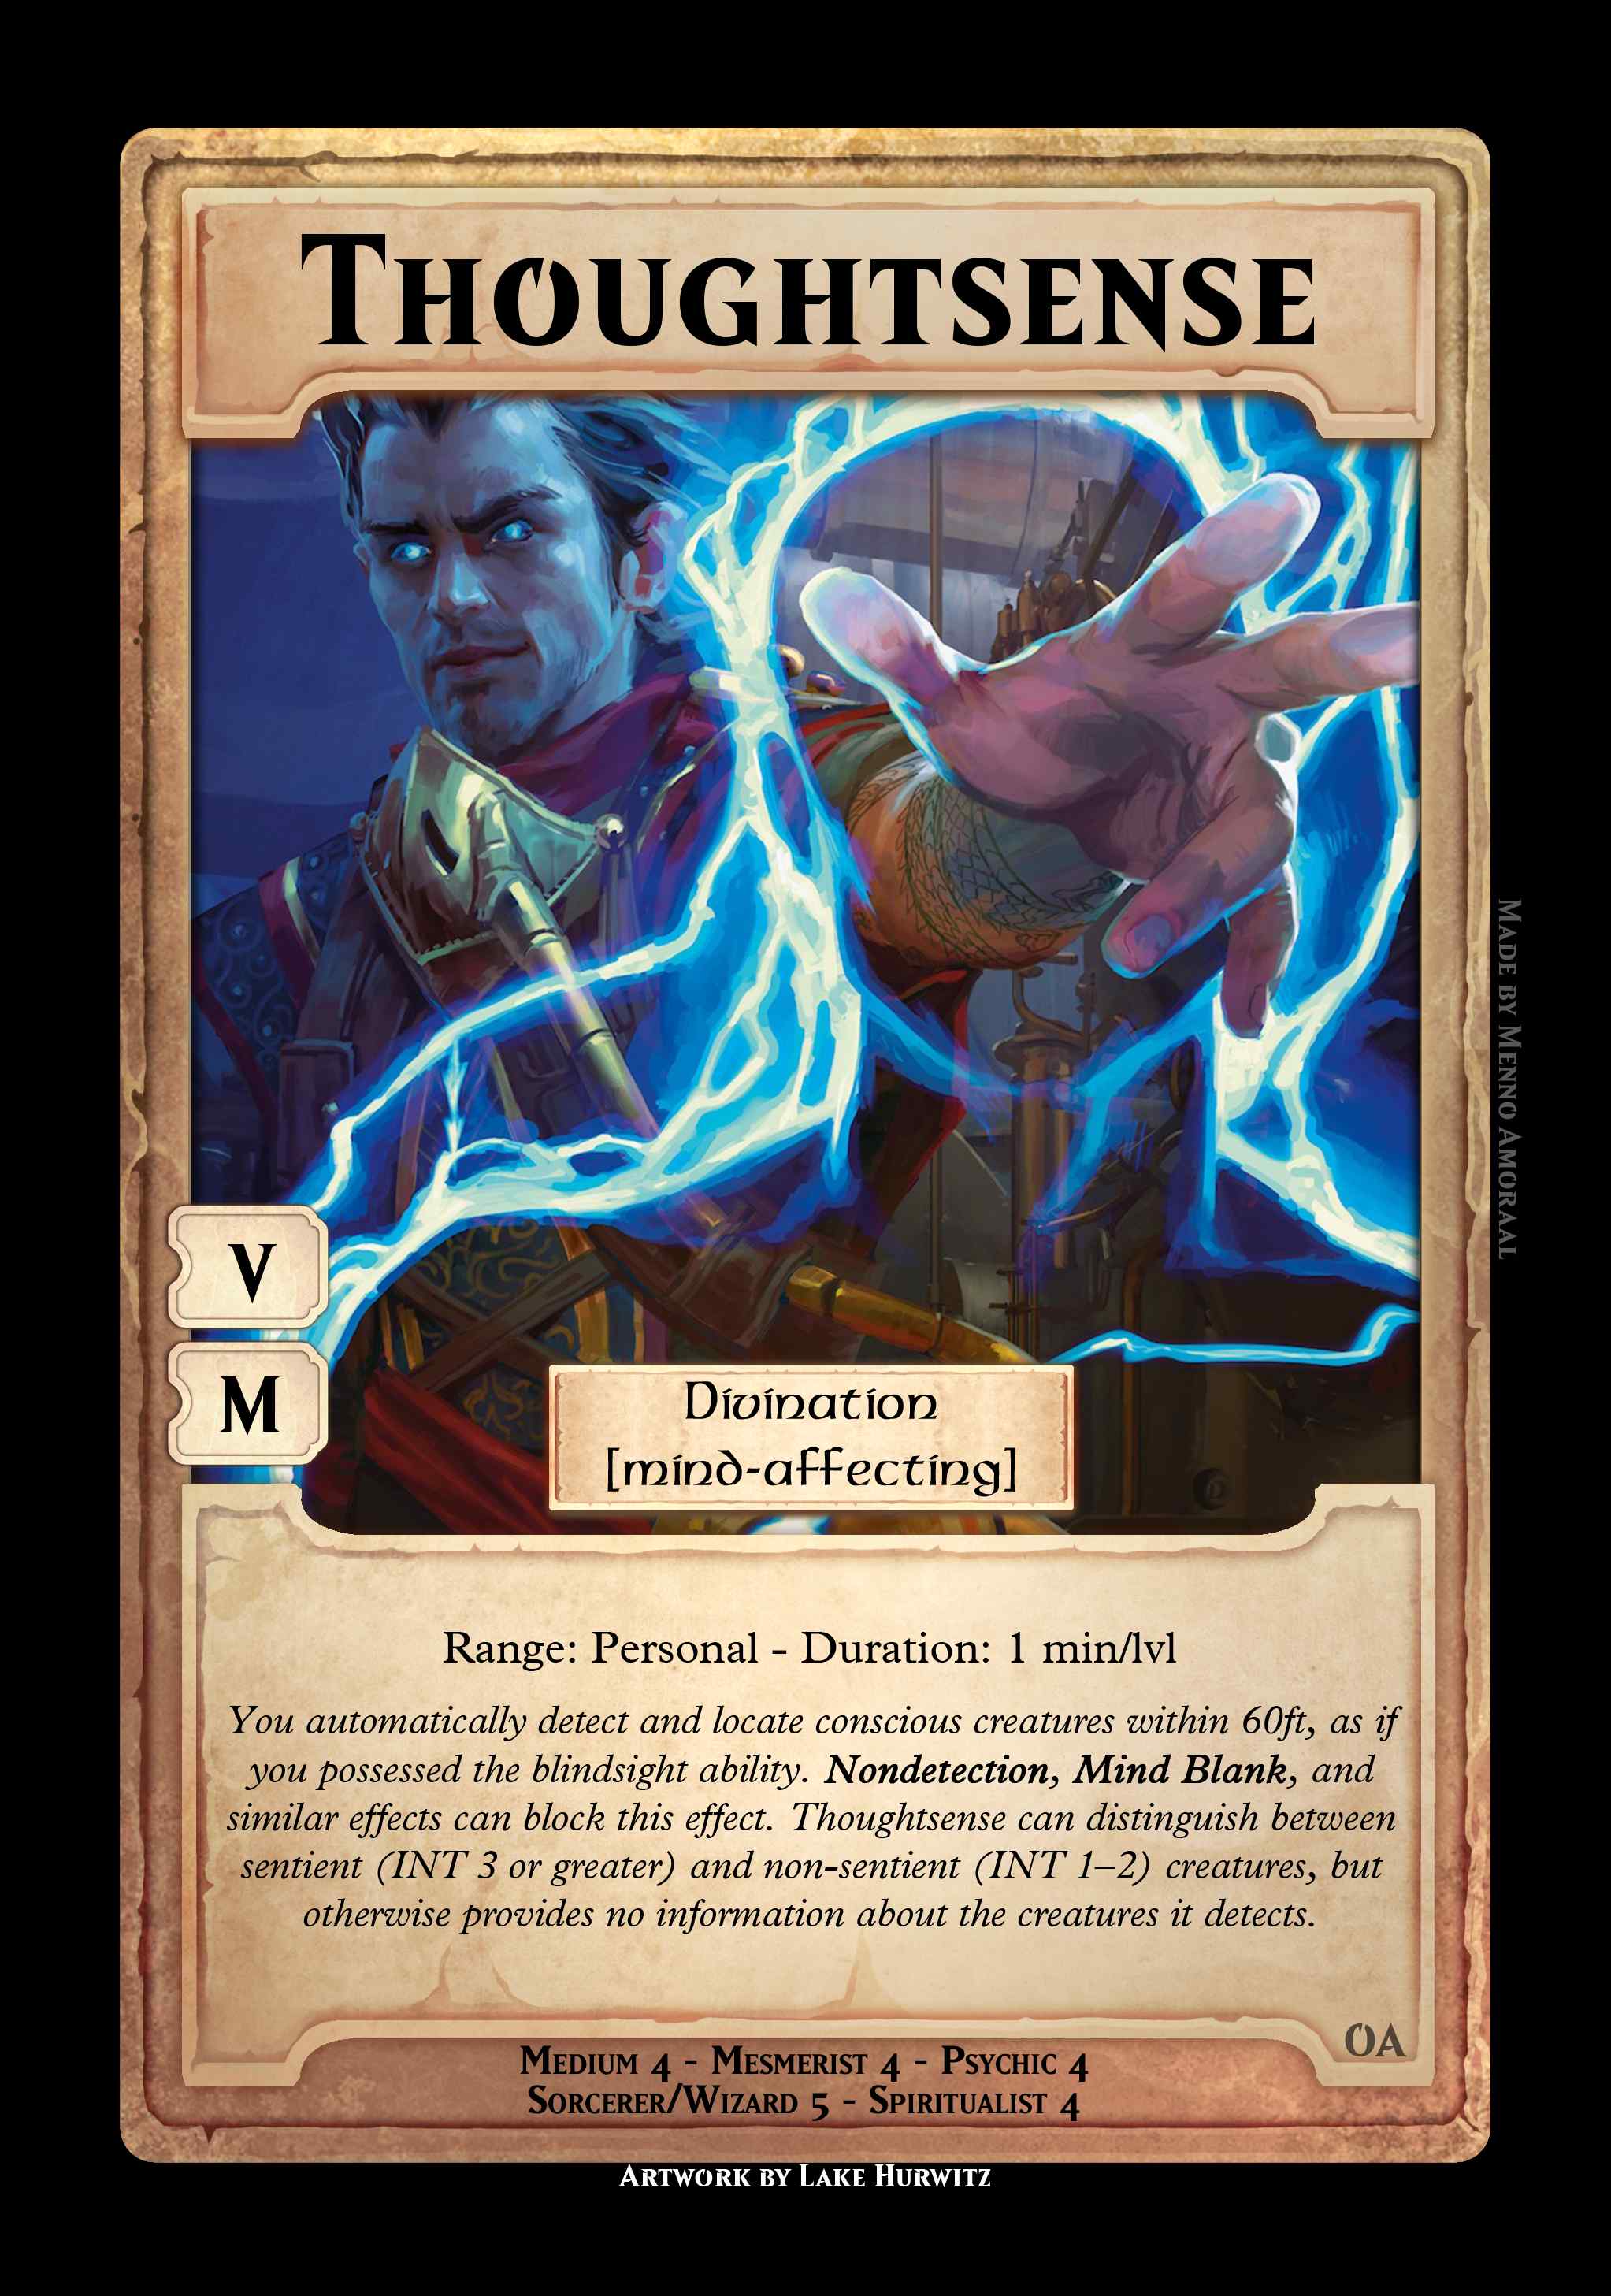 Thoughtsense
V
M
Divination
[mind-affecting]
Range: Personal - Duration: 1 min/lvl
You automatically detect and locate conscious creatures within 60ft, as if
you possessed the blindsight ability. Nondetection, Mind Blank, and
similar effects can block this effect. Thoughtsense can distinguish between
sentient (INT 3 or greater) and non-sentient (INT 1–2) creatures, but
otherwise provides no information about the creatures it detects.
OA
Medium 4 - Mesmerist 4 - Psychic 4
Sorcerer/Wizard 5 - Spiritualist 4
Artwork by Lake Hurwitz
Made by Menno Amoraal